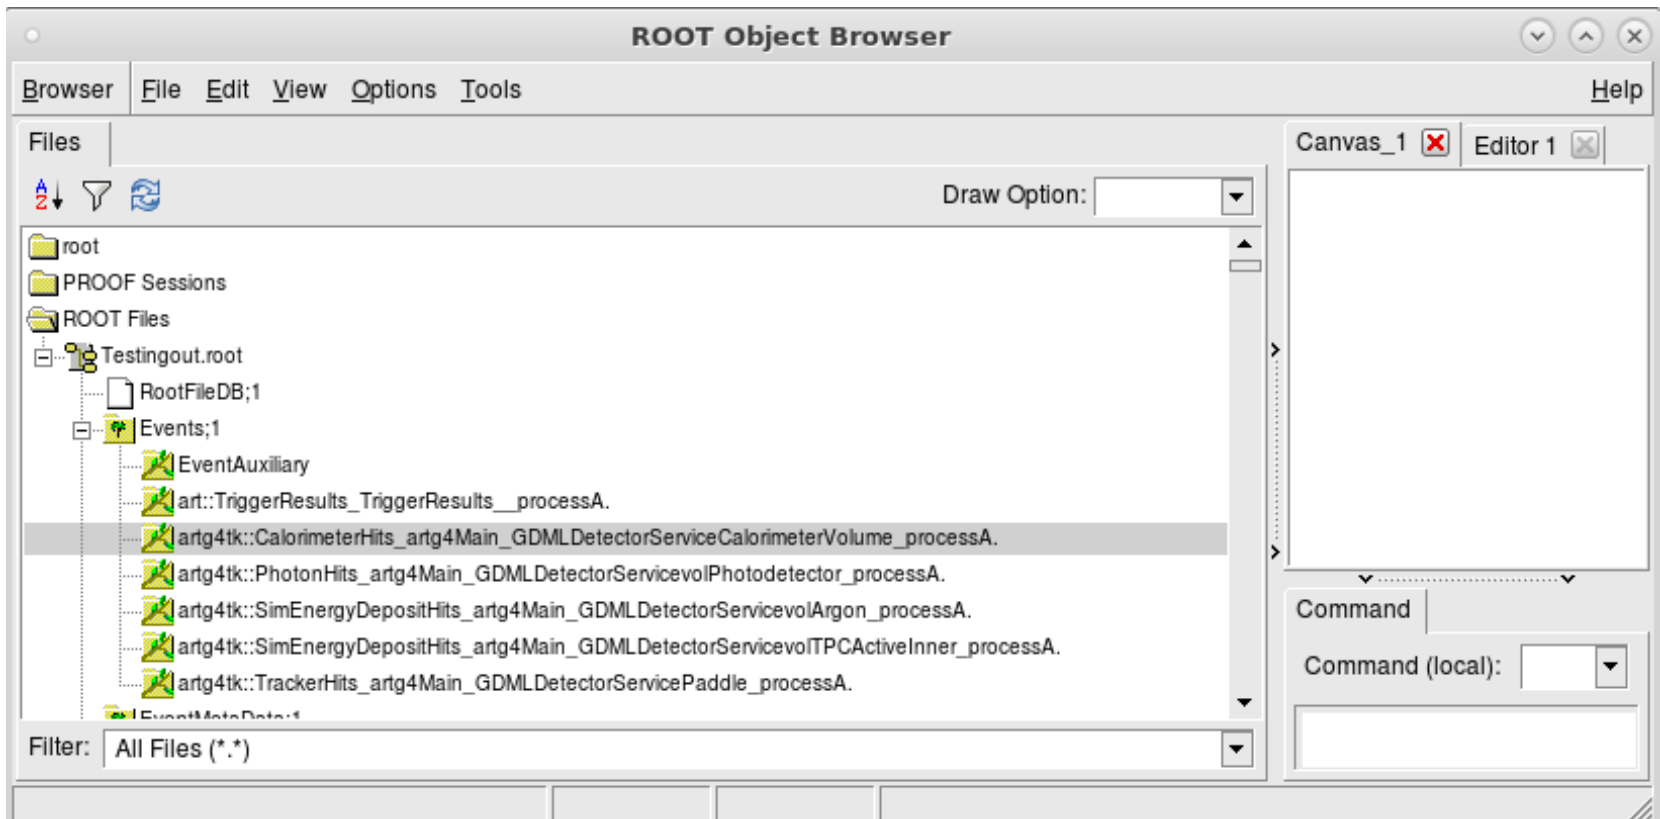 ROOT Object Browser
Browser File Edit View Options Tools Help
Files
Draw Option:
root
PROOF Sessions
ROOT Files
Testingout.root
RootFileDB;1
Events;1
EventAuxiliary
art::TriggerResults_TriggerResults__processA.
artg4tk::CalorimeterHits_artg4Main_GDMLDetectorServiceCalorimeterVolume_processA.
artg4tk::PhotonHits_artg4Main_GDMLDetectorServicevolPhotodetector_processA.
artg4tk::SimEnergyDepositHits_artg4Main_GDMLDetectorServicevolArgon_processA.
artg4tk::SimEnergyDepositHits_artg4Main_GDMLDetectorServicevolTPCActiveInner_processA.
artg4tk::TrackerHits_artg4Main_GDMLDetectorServicePaddle_processA.
EventMetaData;1
Filter: All Files (*.*)
Canvas_1 Editor 1
Command
Command (local):